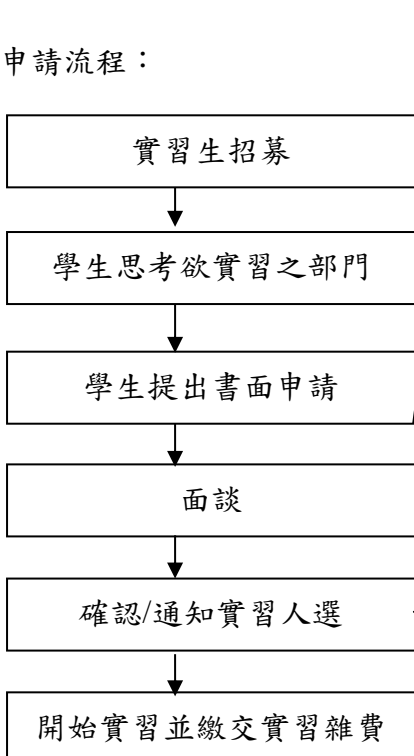 申請流程：
實習生招募
學生思考欲實習之部門
學生提出書面申請
面談
確認/通知實習人選
開始實習並繳交實習雜費